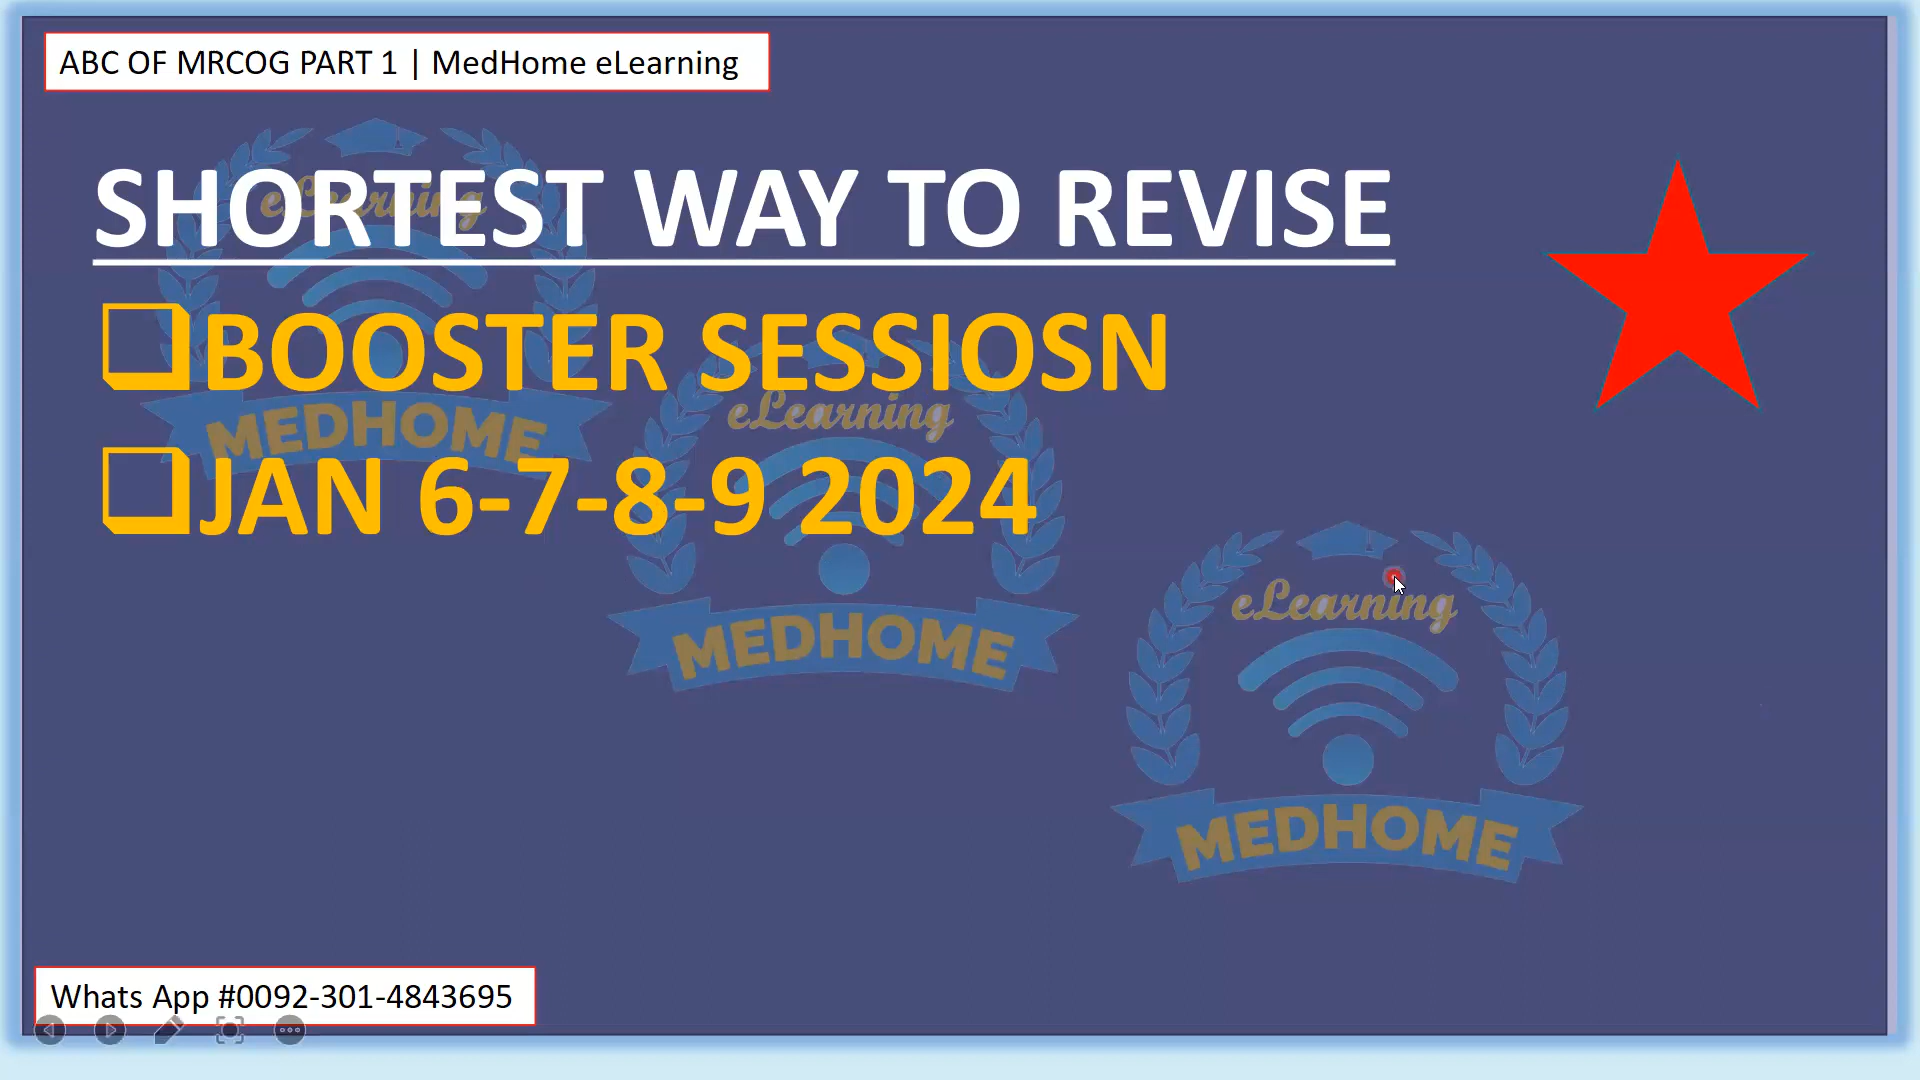 ABC OF MRCOG PART 1 | MedHome eLearning
SHORTEST WAY TO REVISE
BOOSTER SESSIOSN
JAN 6-7-8-9 2024
eLearning
MEDHOME
eLearning
MEDHOME
eLearning
MEDHOME
Whats App #0092-301-4843695